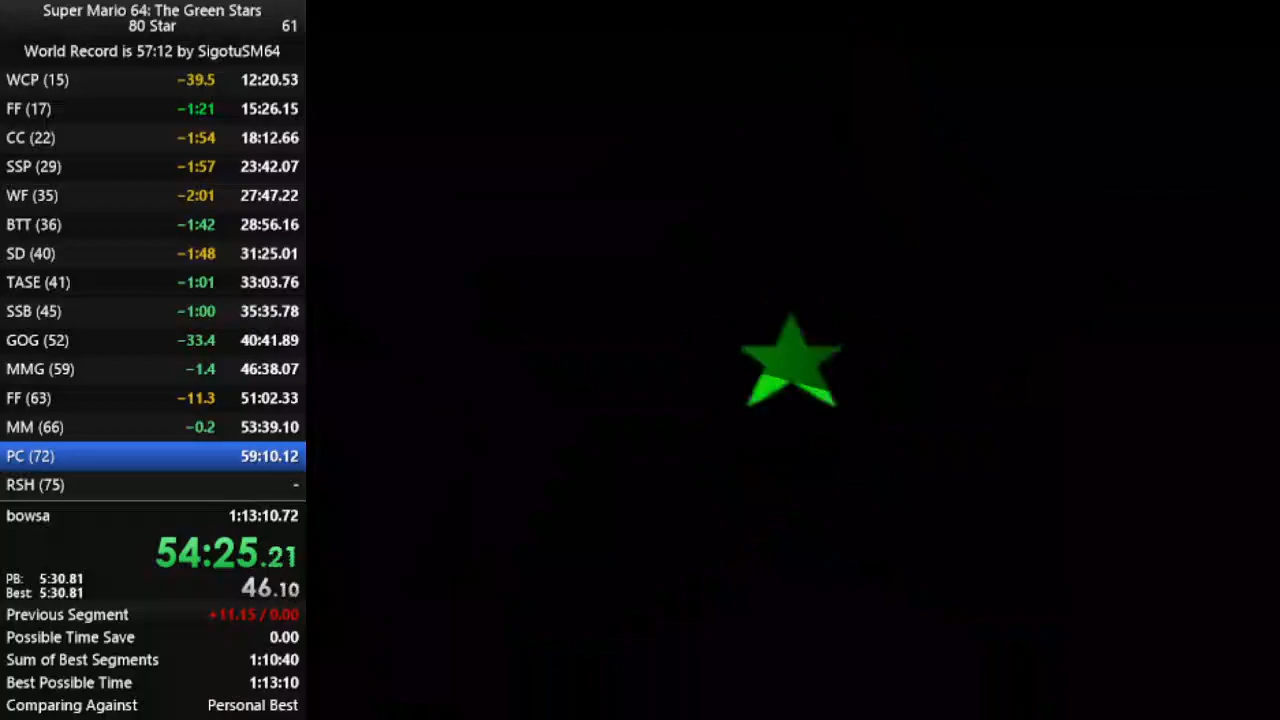 Super Mario 64: The Green Stars
80 Star 61
World Record is 57:12 by SigotuSM64
WCP (15) −39.5 12:20.53
FF (17) −1:21 15:26.15
CC (22) −1:54 18:12.66
SSP (29) −1:57 23:42.07
WF (35) −2:01 27:47.22
BTT (36) −1:42 28:56.16
SD (40) −1:48 31:25.01
TASE (41) −1:01 33:03.76
SSB (45) −1:00 35:35.78
GOG (52) −33.4 40:41.89
MMG (59) −1.4 46:38.07
FF (63) −11.3 51:02.33
MM (66) −0.2 53:39.10
PC (72) 59:10.12
RSH (75) -
bowsa 1:13:10.72
54:25.21
PB: 5:30.81
Best: 5:30.81 46.10
Previous Segment +11.15 / 0.00
Possible Time Save 0.00
Sum of Best Segments 1:10:40
Best Possible Time 1:13:10
Comparing Against Personal Best